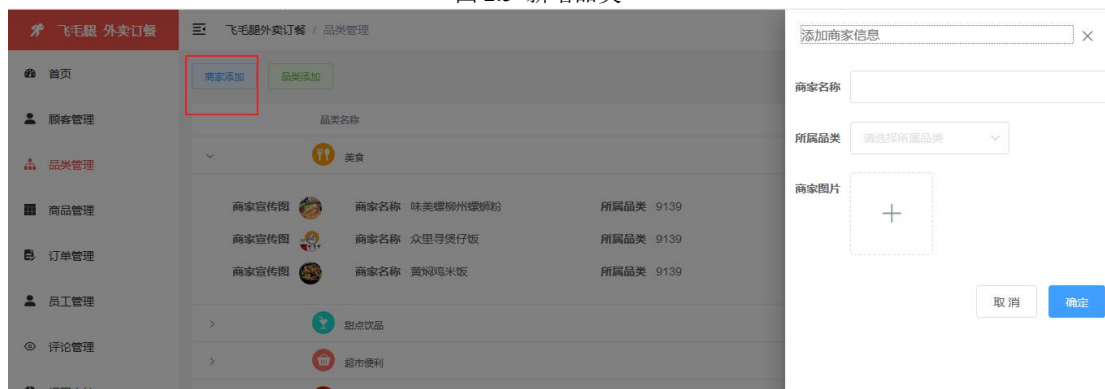 飞毛腿 外卖订餐
飞毛腿外卖订餐 / 品类管理
首页
顾客管理
品类管理
商品管理
订单管理
员工管理
评论管理
商家添加
品类添加
品类名称
美食
商家宣传图 商家名称 味美螺柳州螺蛳粉 所属品类 9139
商家宣传图 商家名称 众里寻煲仔饭 所属品类 9139
商家宣传图 商家名称 黄焖鸡米饭 所属品类 9139
甜点饮品
超市便利
添加商家信息
商家名称
所属品类 请选择所属品类
商家图片
取消 确定